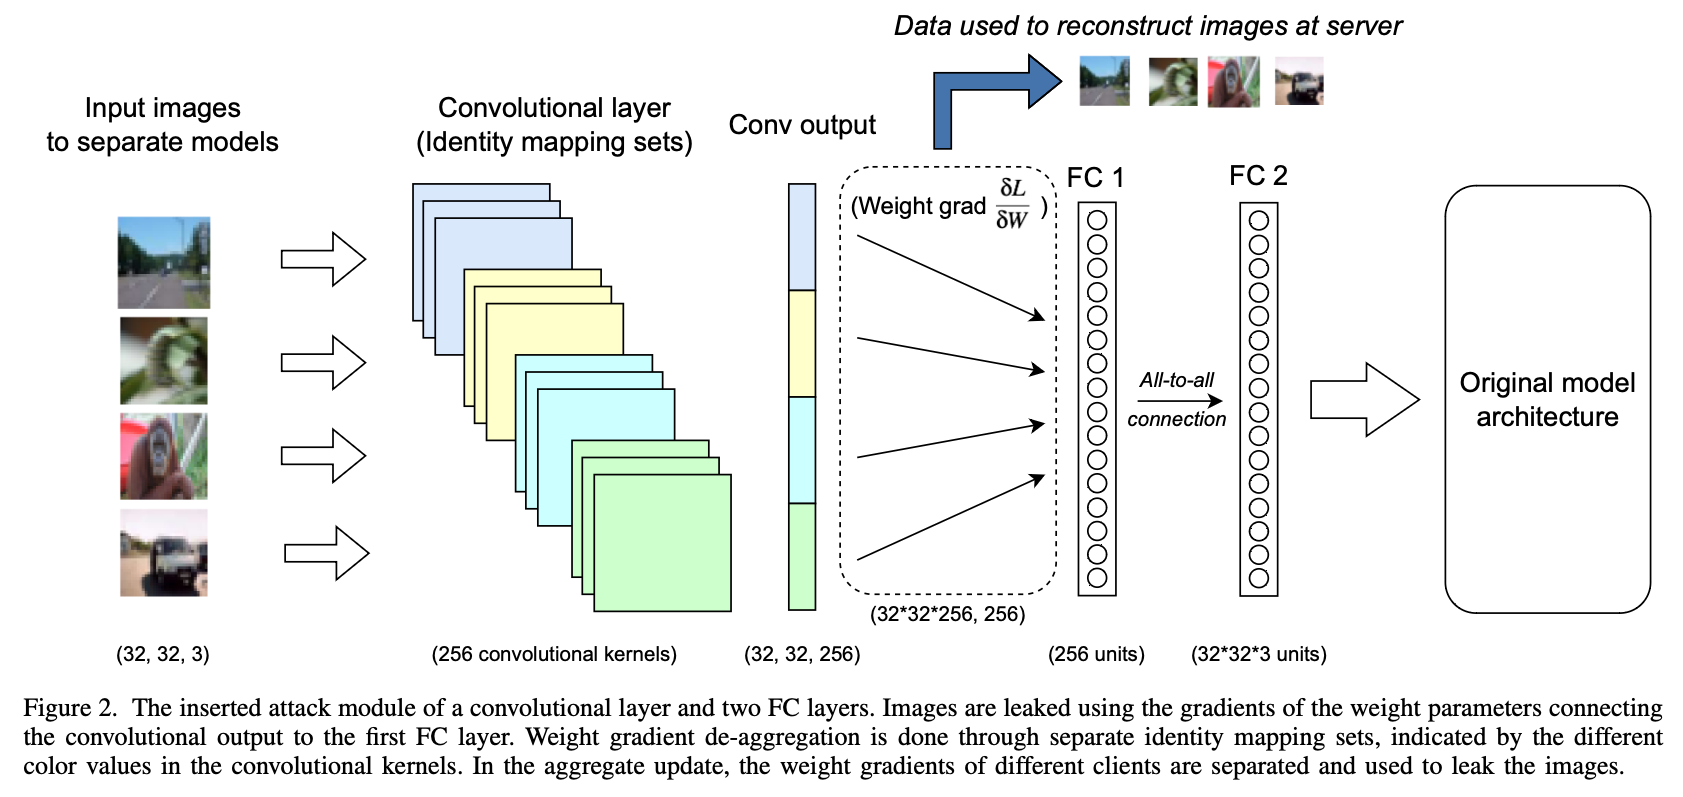 Data used to reconstruct images at server
Input images
to separate models
Convolutional layer
(Identity mapping sets)
Conv output
(Weight grad δL/δW )
FC 1
FC 2
All-to-all
connection
Original model
architecture
(32*32*256, 256)
(32, 32, 3)
(256 convolutional kernels)
(32, 32, 256)
(256 units)
(32*32*3 units)
Figure 2. The inserted attack module of a convolutional layer and two FC layers. Images are leaked using the gradients of the weight parameters connecting
the convolutional output to the first FC layer. Weight gradient de-aggregation is done through separate identity mapping sets, indicated by the different
color values in the convolutional kernels. In the aggregate update, the weight gradients of different clients are separated and used to leak the images.